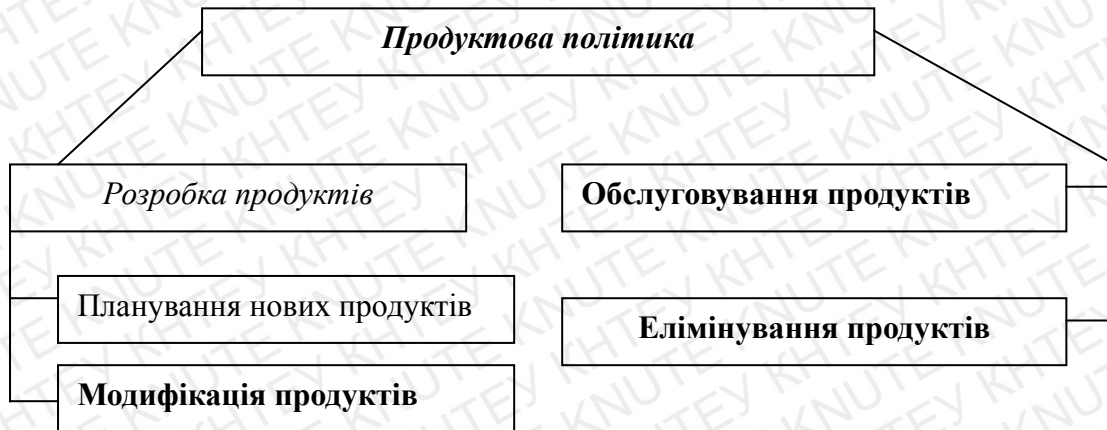 Продуктова політика
Розробка продуктів
Обслуговування продуктів
Планування нових продуктів
Елімінування продуктів
Модифікація продуктів